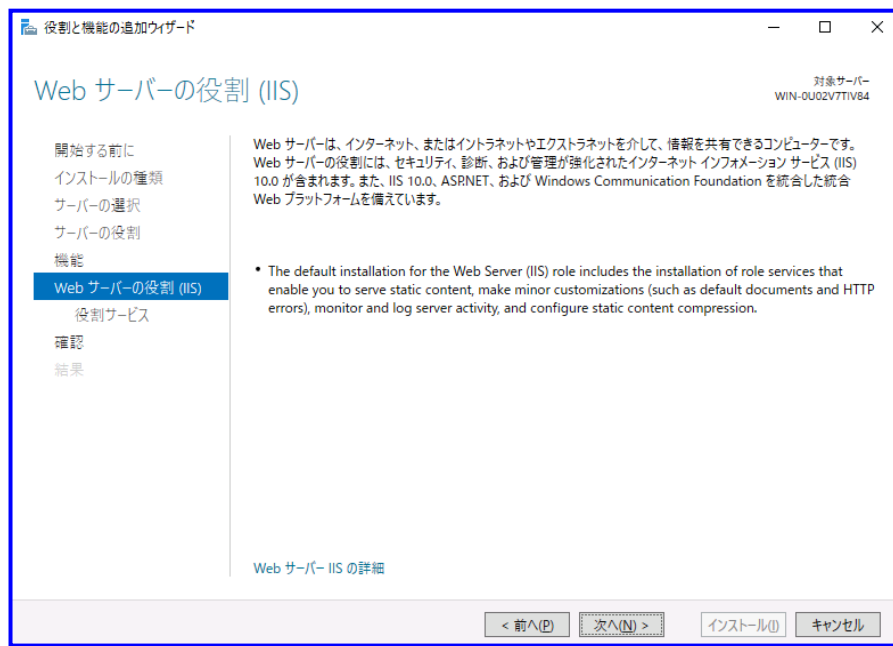 役割と機能の追加ウィザード
Web サーバーの役割 (IIS)
対象サーバー
WIN-0U02V7TIV84
開始する前に
インストールの種類
サーバーの選択
サーバーの役割
機能
Web サーバーの役割 (IIS)
役割サービス
確認
結果
Web サーバーは、インターネット、またはイントラネットやエクストラネットを介して、情報を共有できるコンピューターです。
Web サーバーの役割には、セキュリティ、診断、および管理が強化されたインターネット インフォメーション サービス (IIS)
10.0 が含まれます。また、IIS 10.0、ASP.NET、および Windows Communication Foundation を統合した統合
Web プラットフォームを備えています。
• The default installation for the Web Server (IIS) role includes the installation of role services that
enable you to serve static content, make minor customizations (such as default documents and HTTP
errors), monitor and log server activity, and configure static content compression.
Web サーバー IIS の詳細
< 前へ(P)
次へ(N) >
インストール(I)
キャンセル